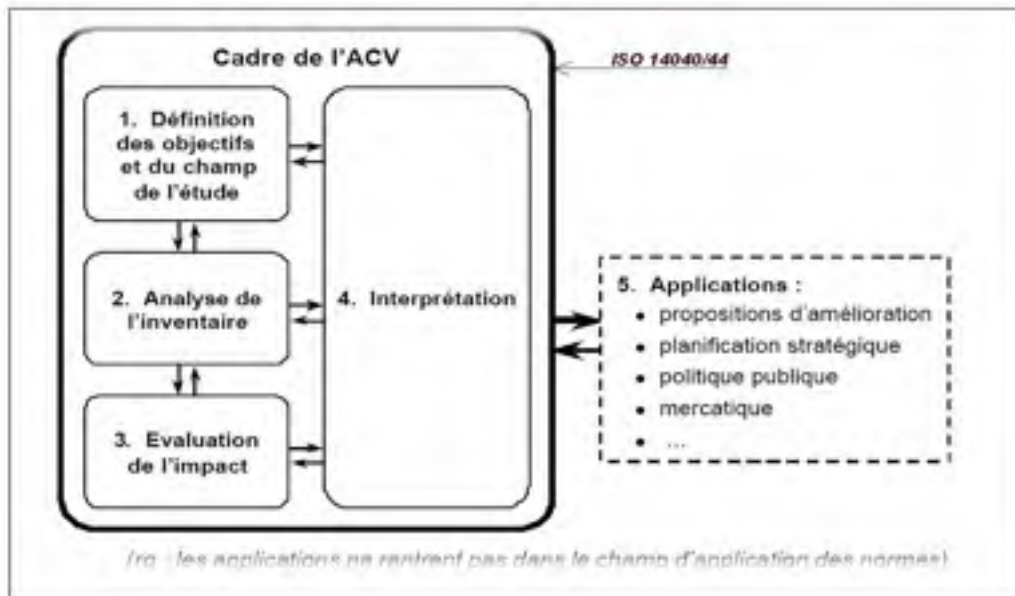 Cadre de l'ACV
ISO 14040/44
1. Définition
des objectifs
et du champ
de l'étude
2. Analyse de
l'inventaire
3. Evaluation
de l'impact
4. Interprétation
5. Applications :
• propositions d'amélioration
• planification stratégique
• politique publique
• mercatique
• ...
(rq : les applications ne rentrent pas dans le champ d'application des normes)